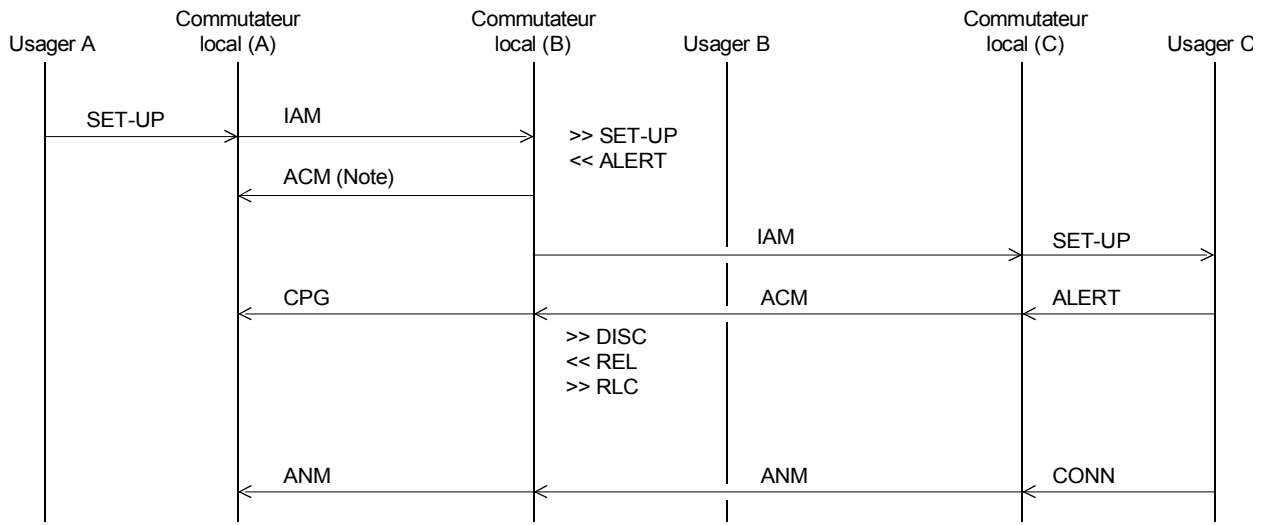 Usager A
Commutateur
local (A)
Commutateur
local (B)
Usager B
Commutateur
local (C)
Usager C
SET-UP
IAM
>> SET-UP
<< ALERT
ACM (Note)
IAM
SET-UP
CPG
ACM
ALERT
>> DISC
<< REL
>> RLC
ANM
ANM
CONN